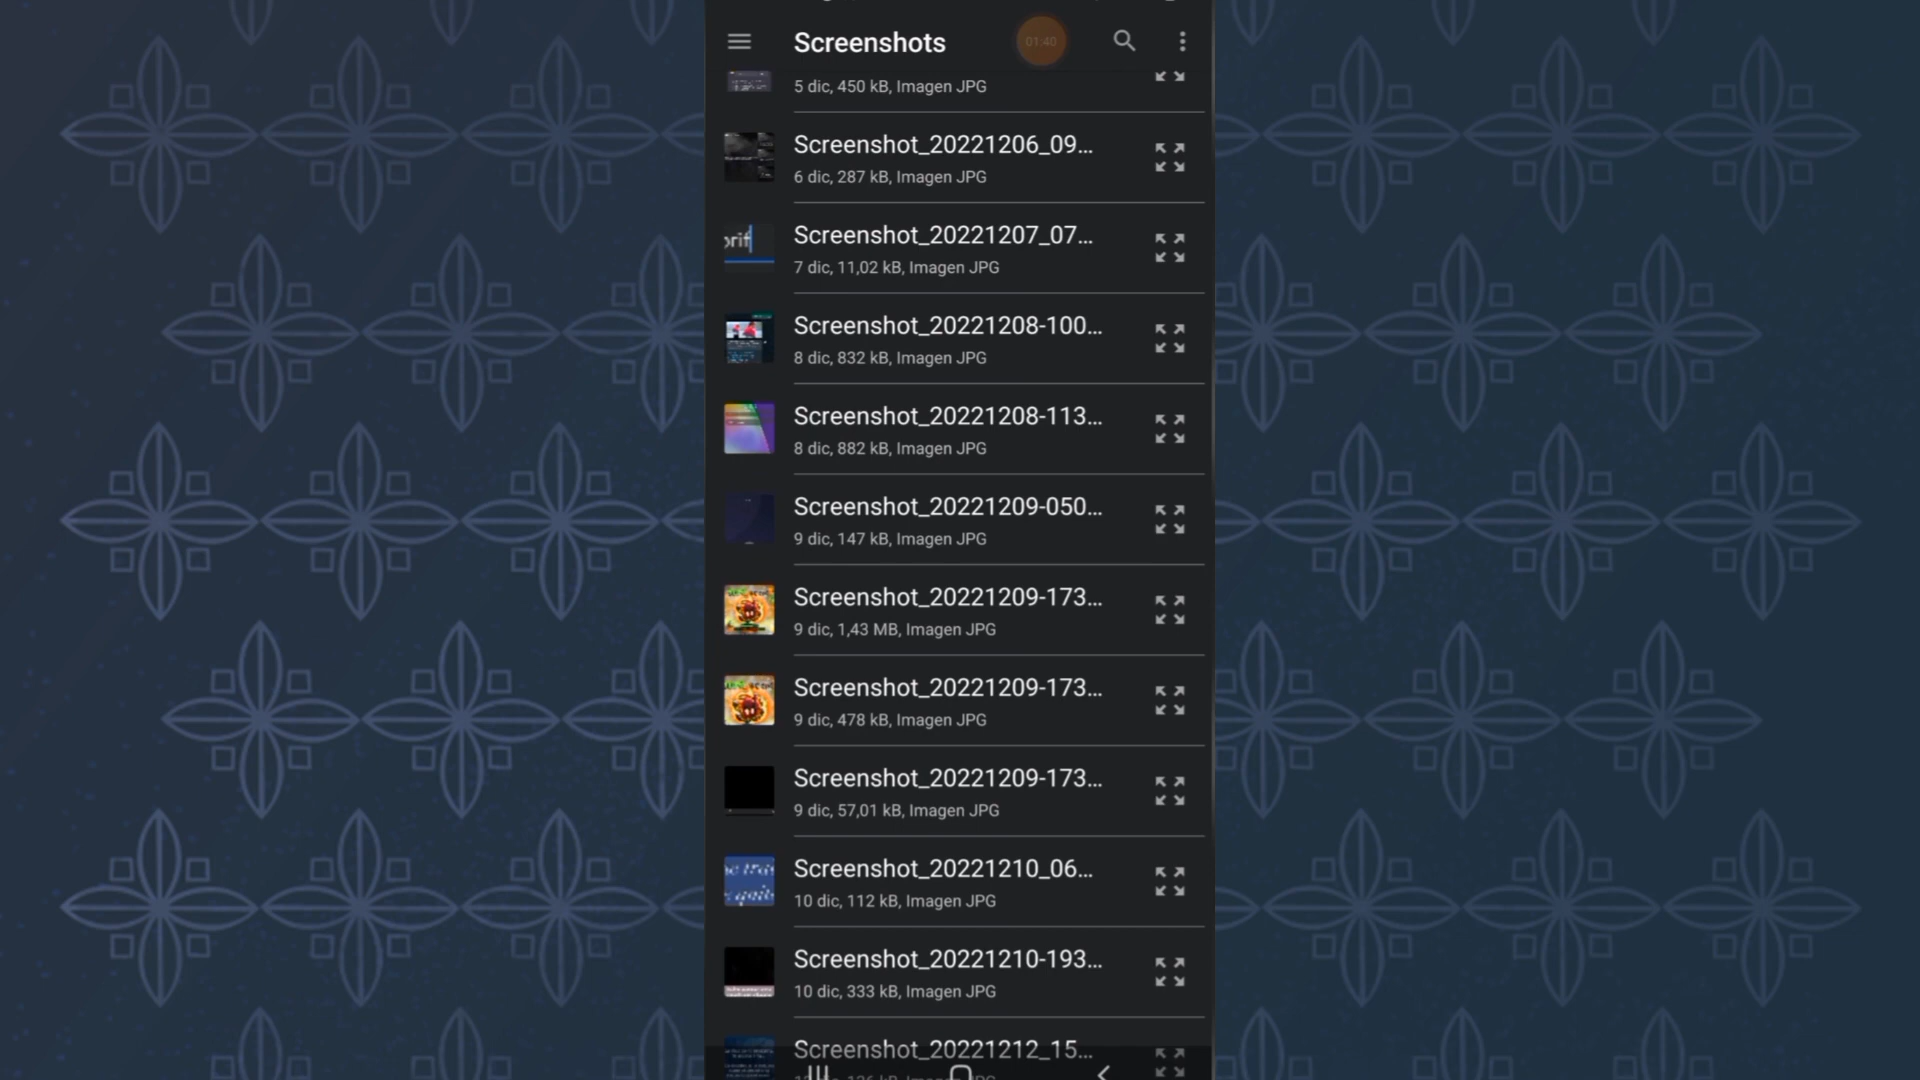 Screenshots
01:40
5 dic, 450 kB, Imagen JPG
Screenshot_20221206_09...
6 dic, 287 kB, Imagen JPG
orif
Screenshot_20221207_07...
7 dic, 11,02 kB, Imagen JPG
Screenshot_20221208-100...
8 dic, 832 kB, Imagen JPG
Screenshot_20221208-113...
8 dic, 882 kB, Imagen JPG
Screenshot_20221209-050...
9 dic, 147 kB, Imagen JPG
Screenshot_20221209-173...
9 dic, 1,43 MB, Imagen JPG
Screenshot_20221209-173...
9 dic, 478 kB, Imagen JPG
Screenshot_20221209-173...
9 dic, 57,01 kB, Imagen JPG
Screenshot_20221210_06...
10 dic, 112 kB, Imagen JPG
Screenshot_20221210-193...
10 dic, 333 kB, Imagen JPG
Screenshot_20221212_15...